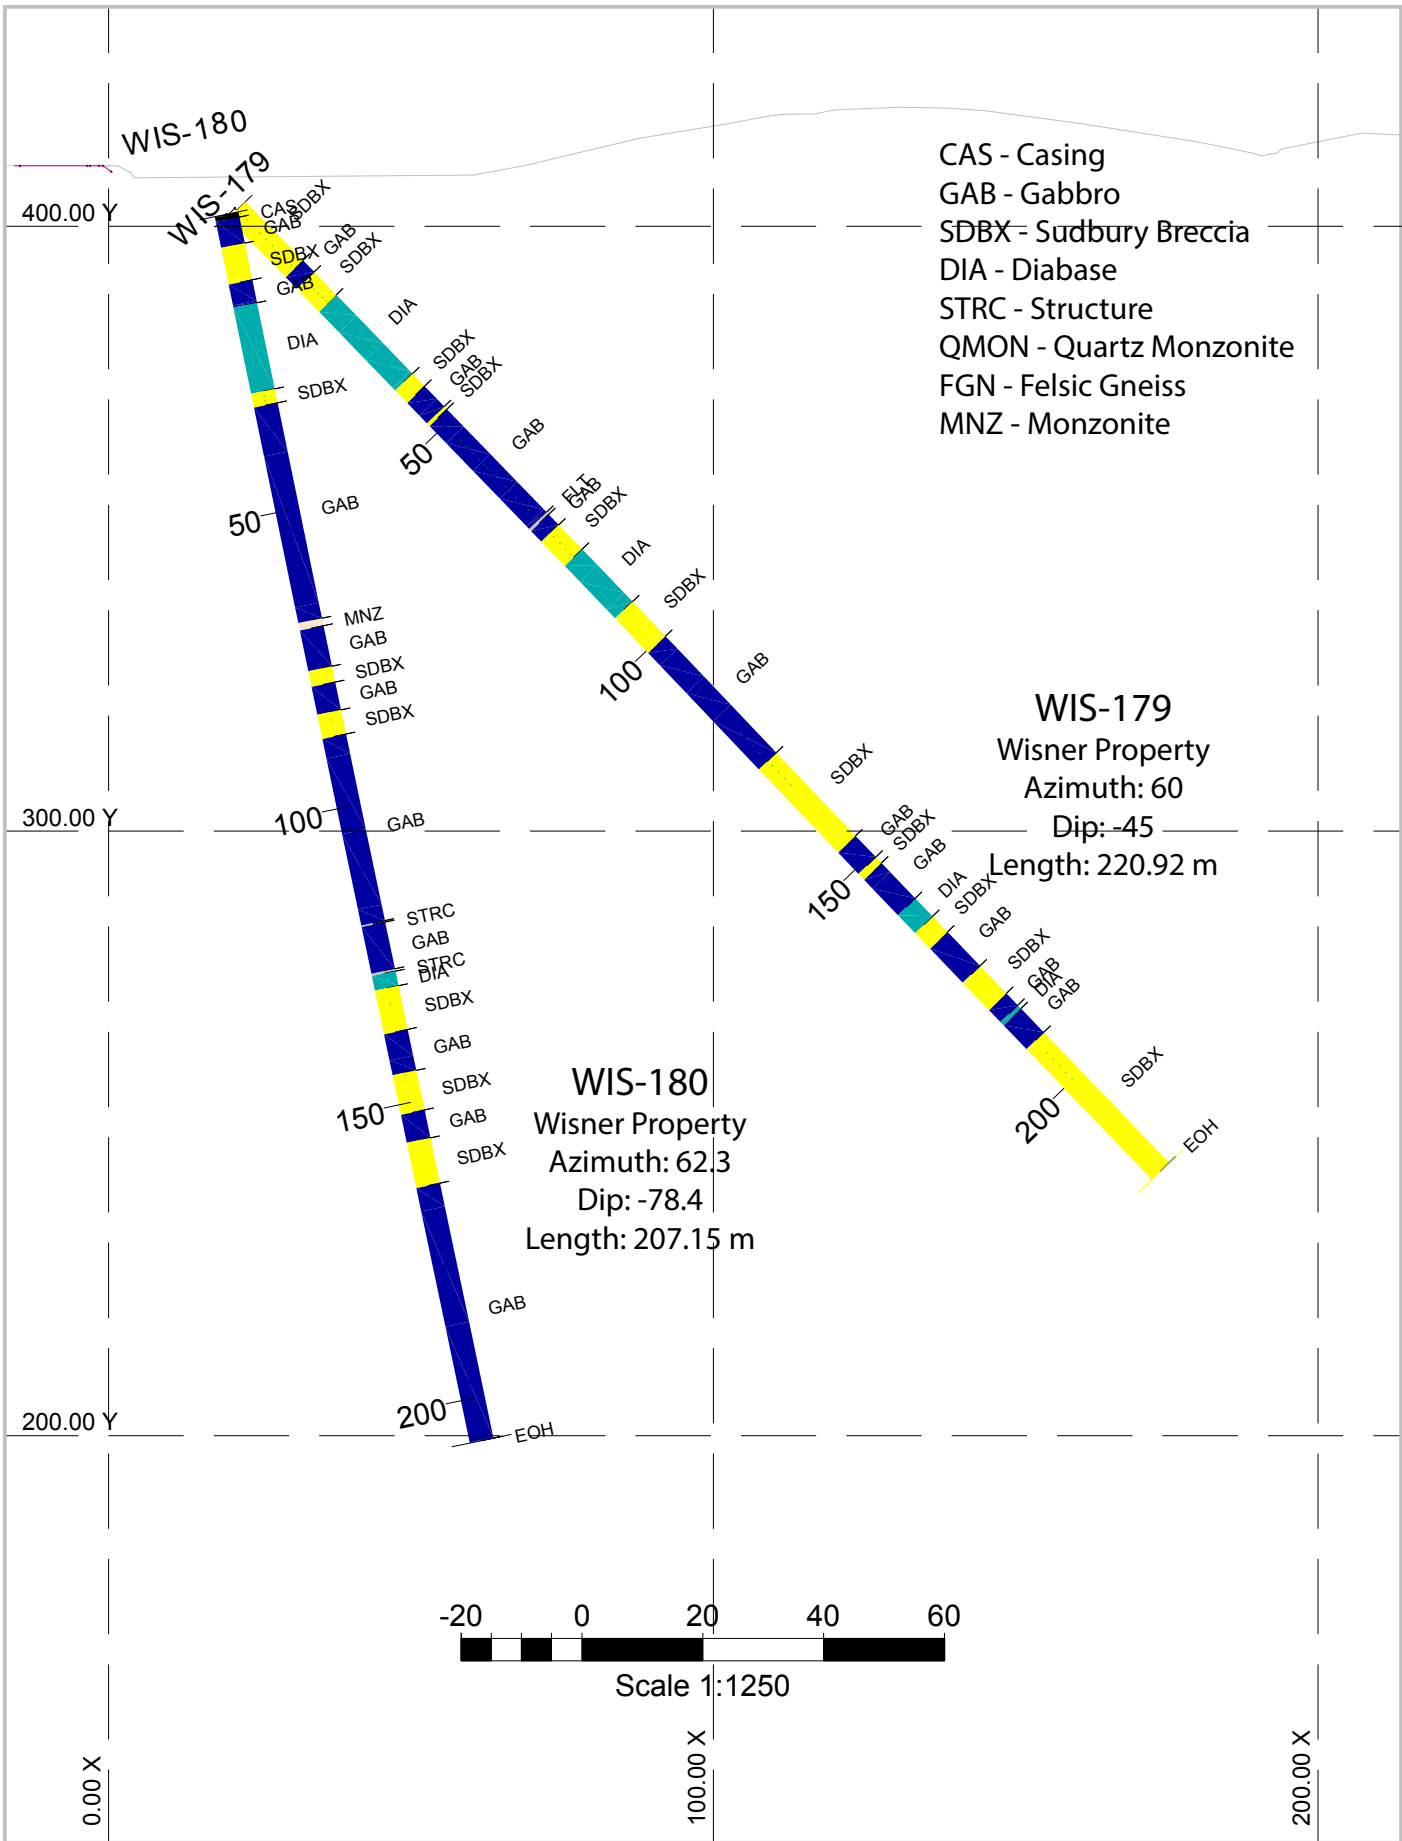 WIS-180
WIS-179
CAS
SDBX
GAB
SDBX
GAB
GAB
SDBX
400.00 Y
CAS - Casing
GAB - Gabbro
SDBX - Sudbury Breccia
DIA - Diabase
STRC - Structure
QMON - Quartz Monzonite
FGN - Felsic Gneiss
MNZ - Monzonite
DIA
SDBX
GAB
50
MNZ
GAB
SDBX
GAB
SDBX
100
GAB
STRC
GAB
STRC
DIA
SDBX
GAB
SDBX
150
GAB
SDBX
GAB
200
EOH
DIA
SDBX
GAB
SDBX
50
GAB
FLT
GAB
SDBX
DIA
SDBX
100
GAB
SDBX
GAB
SDBX
150
GAB
DIA
SDBX
GAB
SDBX
GAB
DIA
GAB
SDBX
200
EOH
WIS-179
Wisner Property
Azimuth: 60
Dip: -45
Length: 220.92 m
300.00 Y
WIS-180
Wisner Property
Azimuth: 62.3
Dip: -78.4
Length: 207.15 m
200.00 Y
-20 0 20 40 60
Scale 1:1250
0.00 X
100.00 X
200.00 X